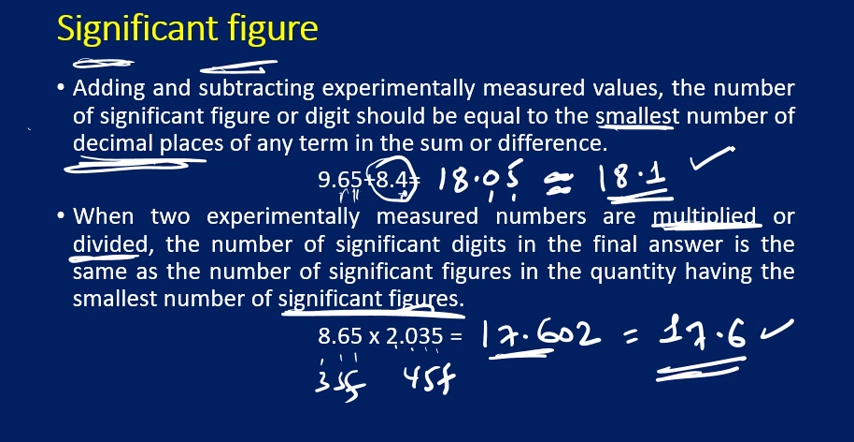 Significant figure
• Adding and subtracting experimentally measured values, the number
of significant figure or digit should be equal to the smallest number of
decimal places of any term in the sum or difference.
9.65+8.4= 18.05 ≈ 18.1 ✓
• When two experimentally measured numbers are multiplied or
divided, the number of significant digits in the final answer is the
same as the number of significant figures in the quantity having the
smallest number of significant figures.
8.65 x 2.035 = 17.602 = 17.6 ✓
3sf 4sf